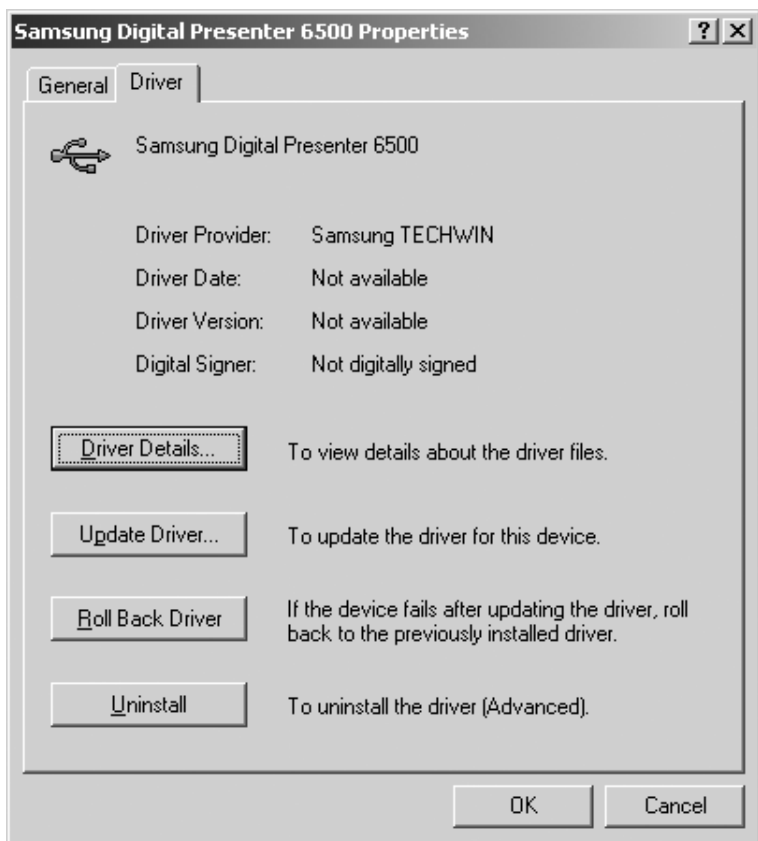 Samsung Digital Presenter 6500 Properties
General
Driver
Samsung Digital Presenter 6500
Driver Provider: Samsung TECHWIN
Driver Date: Not available
Driver Version: Not available
Digital Signer: Not digitally signed
Driver Details... To view details about the driver files.
Update Driver... To update the driver for this device.
Roll Back Driver If the device fails after updating the driver, roll
back to the previously installed driver.
Uninstall To uninstall the driver (Advanced).
OK Cancel